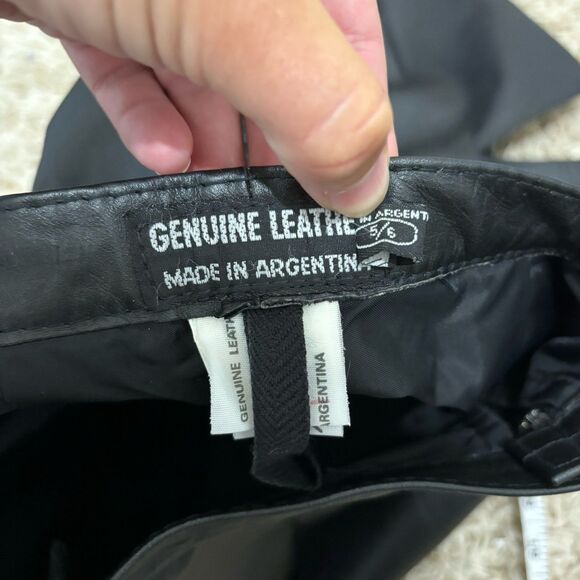 GENUINE LEATHE
IN ARGENT
5/6
MADE IN ARGENTINA
GENUINE LEATH
ARGENTINA